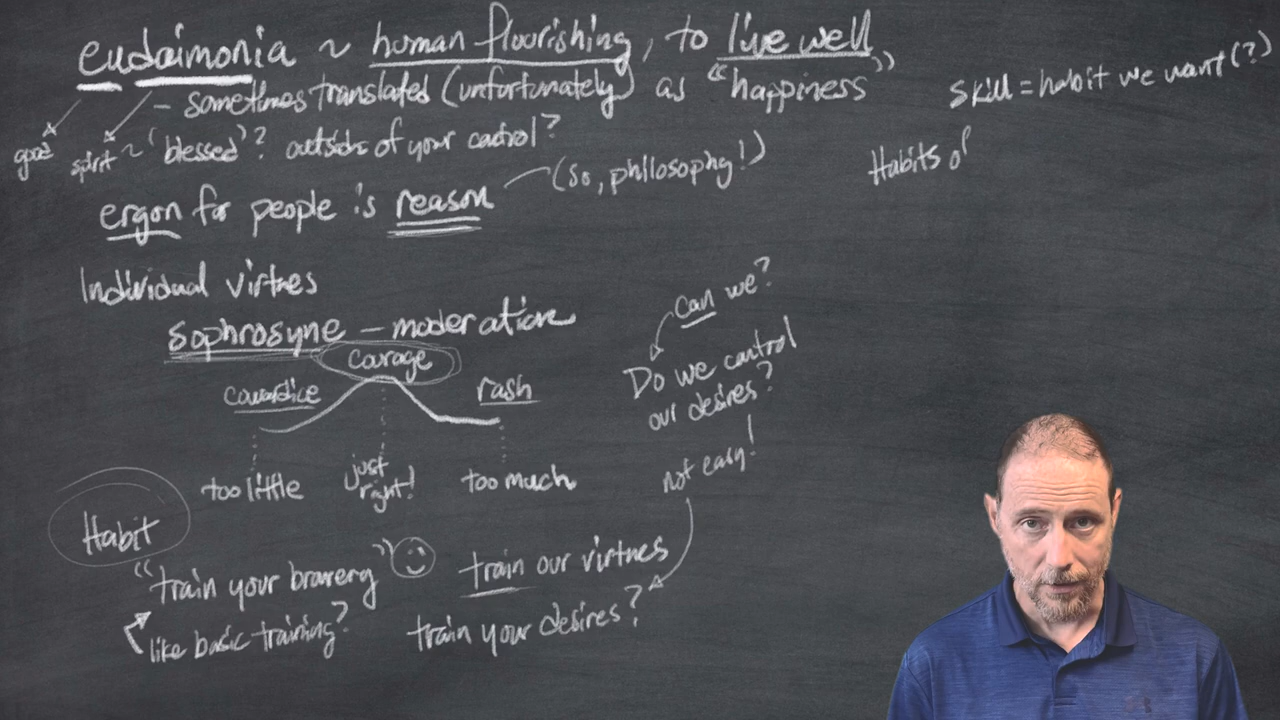 eudaimonia ~ human flourishing, to live well
- sometimes translated (unfortunately) as "happiness"
good
spirit ~ 'blessed'? outside of your control?
ergon for people is reason
(so, philosophy!)
skill = habit we want (?)
Habits of
Individual virtues
sophrosyne - moderation
courage
cowardice
rash
too little
just
right!
too much
can we?
Do we control
our desires?
not easy!
Habit
"train your bravery"
like basic training?
train our virtues
train your desires?